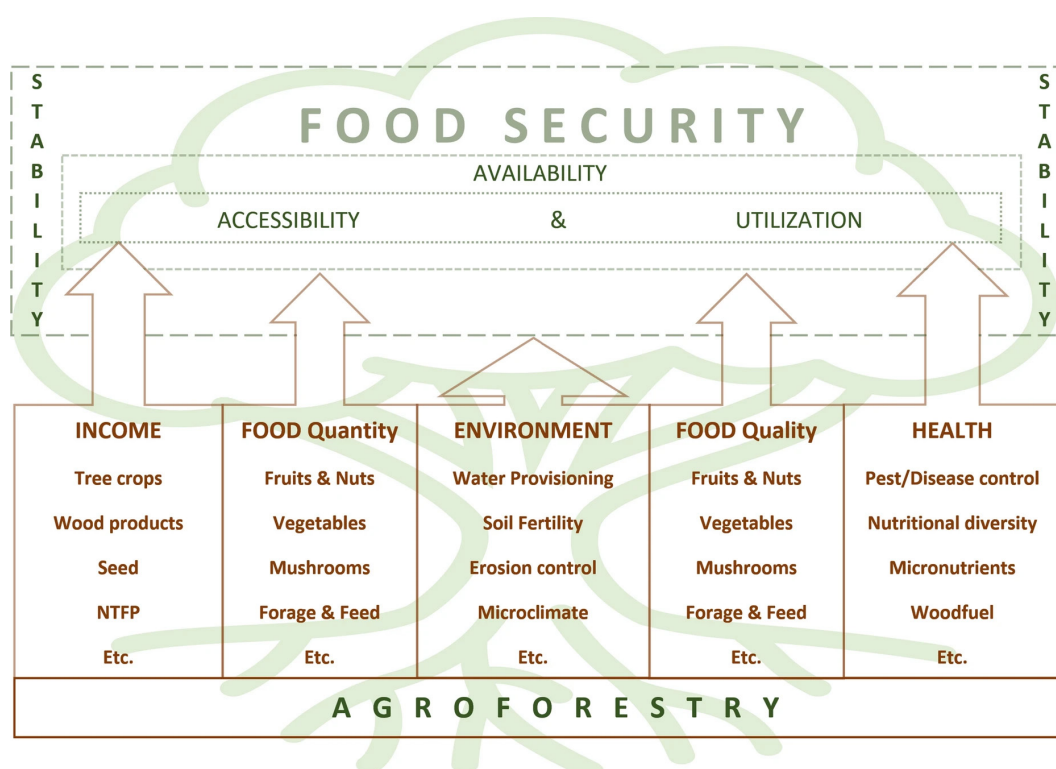 FOOD SECURITY
STABILITY
STABILITY
AVAILABILITY
ACCESSIBILITY & UTILIZATION
INCOME
Tree crops
Wood products
Seed
NTFP
Etc.
FOOD Quantity
Fruits & Nuts
Vegetables
Mushrooms
Forage & Feed
Etc.
ENVIRONMENT
Water Provisioning
Soil Fertility
Erosion control
Microclimate
Etc.
FOOD Quality
Fruits & Nuts
Vegetables
Mushrooms
Forage & Feed
Etc.
HEALTH
Pest/Disease control
Nutritional diversity
Micronutrients
Woodfuel
Etc.
AGROFORESTRY